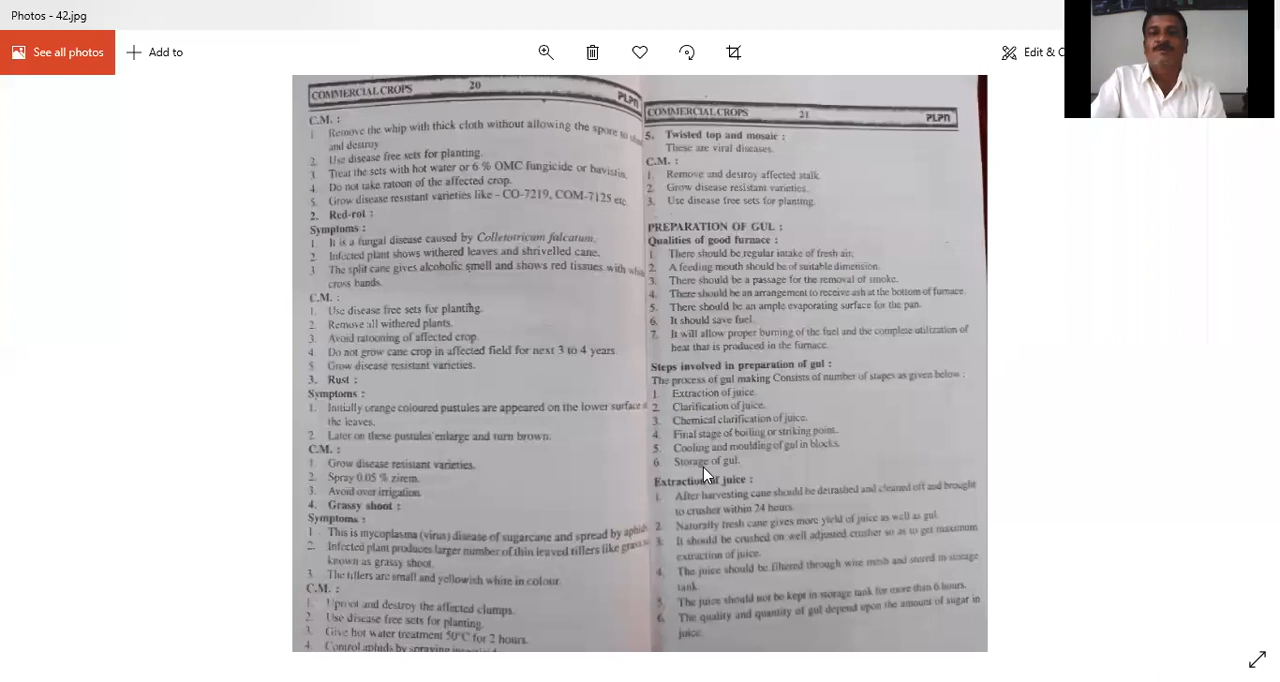 Photos - 42.jpg
See all photos
Add to
Edit & C
COMMERCIAL CROPS 20 PLPN
C.M. :
1 Remove the whip with thick cloth without allowing the spore to
and destroy
2. Use disease free sets for planting.
3. Treat the sets with hot water or 6 % OMC fungicide or bavistin.
4. Do not take ratoon of the affected crop.
5. Grow disease resistant varieties like - CO-7219, COM-7125 etc.
2. Red-rot :
Symptoms :
1. It is a fungal disease caused by Colletotricum falcatum.
2. Infected plant shows withered leaves and shrivelled cane.
3 The split cane gives alcoholic smell and shows red tissues with
cross bands.
C.M. :
1. Use disease free sets for planting.
2. Remove all withered plants.
3. Avoid ratooning of affected crop.
4. Do not grow cane crop in affected field for next 3 to 4 years.
5. Grow disease resistant varieties.
3. Rust :
Symptoms :
1. Initially orange coloured pustules are appeared on the lower surface
the leaves.
2. Later on these pustules enlarge and turn brown.
C.M. :
1. Grow disease resistant varieties.
2. Spray 0.05 % zirem.
3. Avoid over irrigation.
4. Grassy shoot :
Symptoms :
1 This is mycoplasma (virus) disease of sugarcane and spread by aphids
2. Infected plant produces larger number of thin leaved tillers like grass
known as grassy shoot.
3. The tillers are small and yellowish white in colour.
C.M. :
1. Uproot and destroy the affected clumps.
2. Use disease free sets for planting.
3. Give hot water treatment 50°C for 2 hours.
4. Control aphids by spraying
COMMERCIAL CROPS 21 PLPN
5. Twisted top and mosaic :
These are viral diseases.
C.M. :
1. Remove and destroy affected stalk.
2. Grow disease resistant varieties.
3. Use disease free sets for planting.
PREPARATION OF GUL :
Qualities of good furnace :
1. There should be regular intake of fresh air.
2. A feeding mouth should be of suitable dimension.
3. There should be a passage for the removal of smoke.
4. There should be an arrangement to receive ash at the bottom of furnace.
5. There should be an ample evaporating surface for the pan.
6. It should save fuel.
7. It will allow proper burning of the fuel and the complete utilization of
heat that is produced in the furnace.
Steps involved in preparation of gul :
The process of gul making Consists of number of stapes as given below :
1. Extraction of juice.
2. Clarification of juice.
3. Chemical clarification of juice.
4. Final stage of boiling or striking point.
5. Cooling and moulding of gul in blocks.
6. Storage of gul.
Extraction of juice :
1. After harvesting cane should be detrashed and cleaned off and brought
to crusher within 24 hours.
2. Naturally fresh cane gives more yield of juice as well as gul.
3. It should be crushed on well adjusted crusher so as to get maximum
extraction of juice.
4. The juice should be filtered through wire mesh and stored in storage
tank.
5. The juice should not be kept in storage tank for more than 6 hours.
6. The quality and quantity of gul depend upon the amount of sugar in
juice.